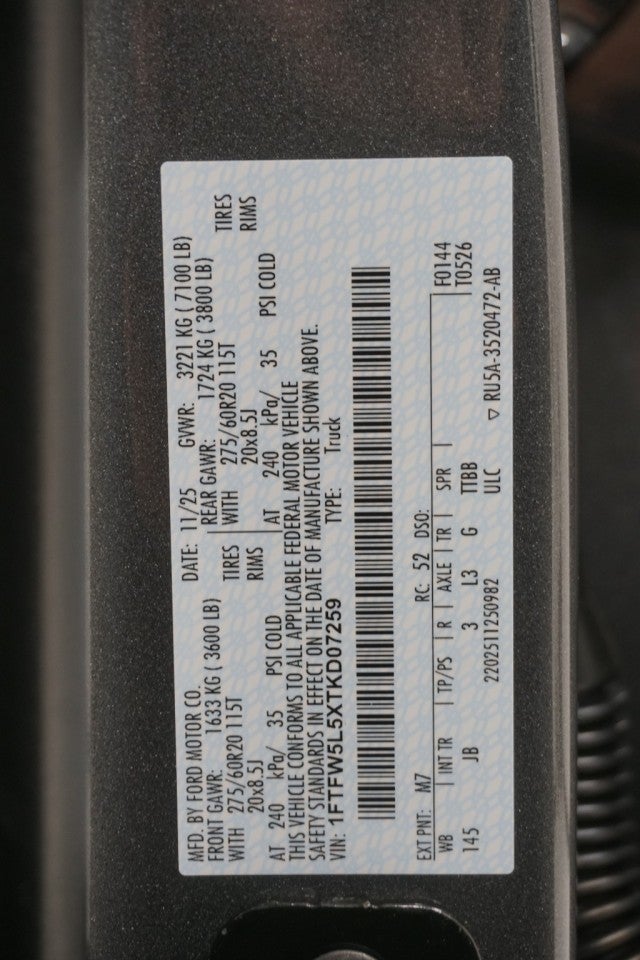 MFD. BY FORD MOTOR CO. DATE: 11/25 GVWR: 3221 KG ( 7100 LB)
FRONT GAWR: 1633 KG ( 3600 LB) REAR GAWR: 1724 KG ( 3800 LB)
WITH 275/60R20 115T TIRES WITH 275/60R20 115T TIRES
20x8.5J RIMS 20x8.5J RIMS
AT 240 kPa/ 35 PSI COLD AT 240 kPa/ 35 PSI COLD
THIS VEHICLE CONFORMS TO ALL APPLICABLE FEDERAL MOTOR VEHICLE
SAFETY STANDARDS IN EFFECT ON THE DATE OF MANUFACTURE SHOWN ABOVE.
VIN: 1FTFW5L5XTKD07259 TYPE: Truck
EXT PNT: M7 RC: 52 DSO: F0144
WB | INT TR | TP/PS | R | AXLE | TR | SPR T0526
145 JB 3 L3 G TTBB
2202511250982 ULC ▽ RU5A-3520472-AB